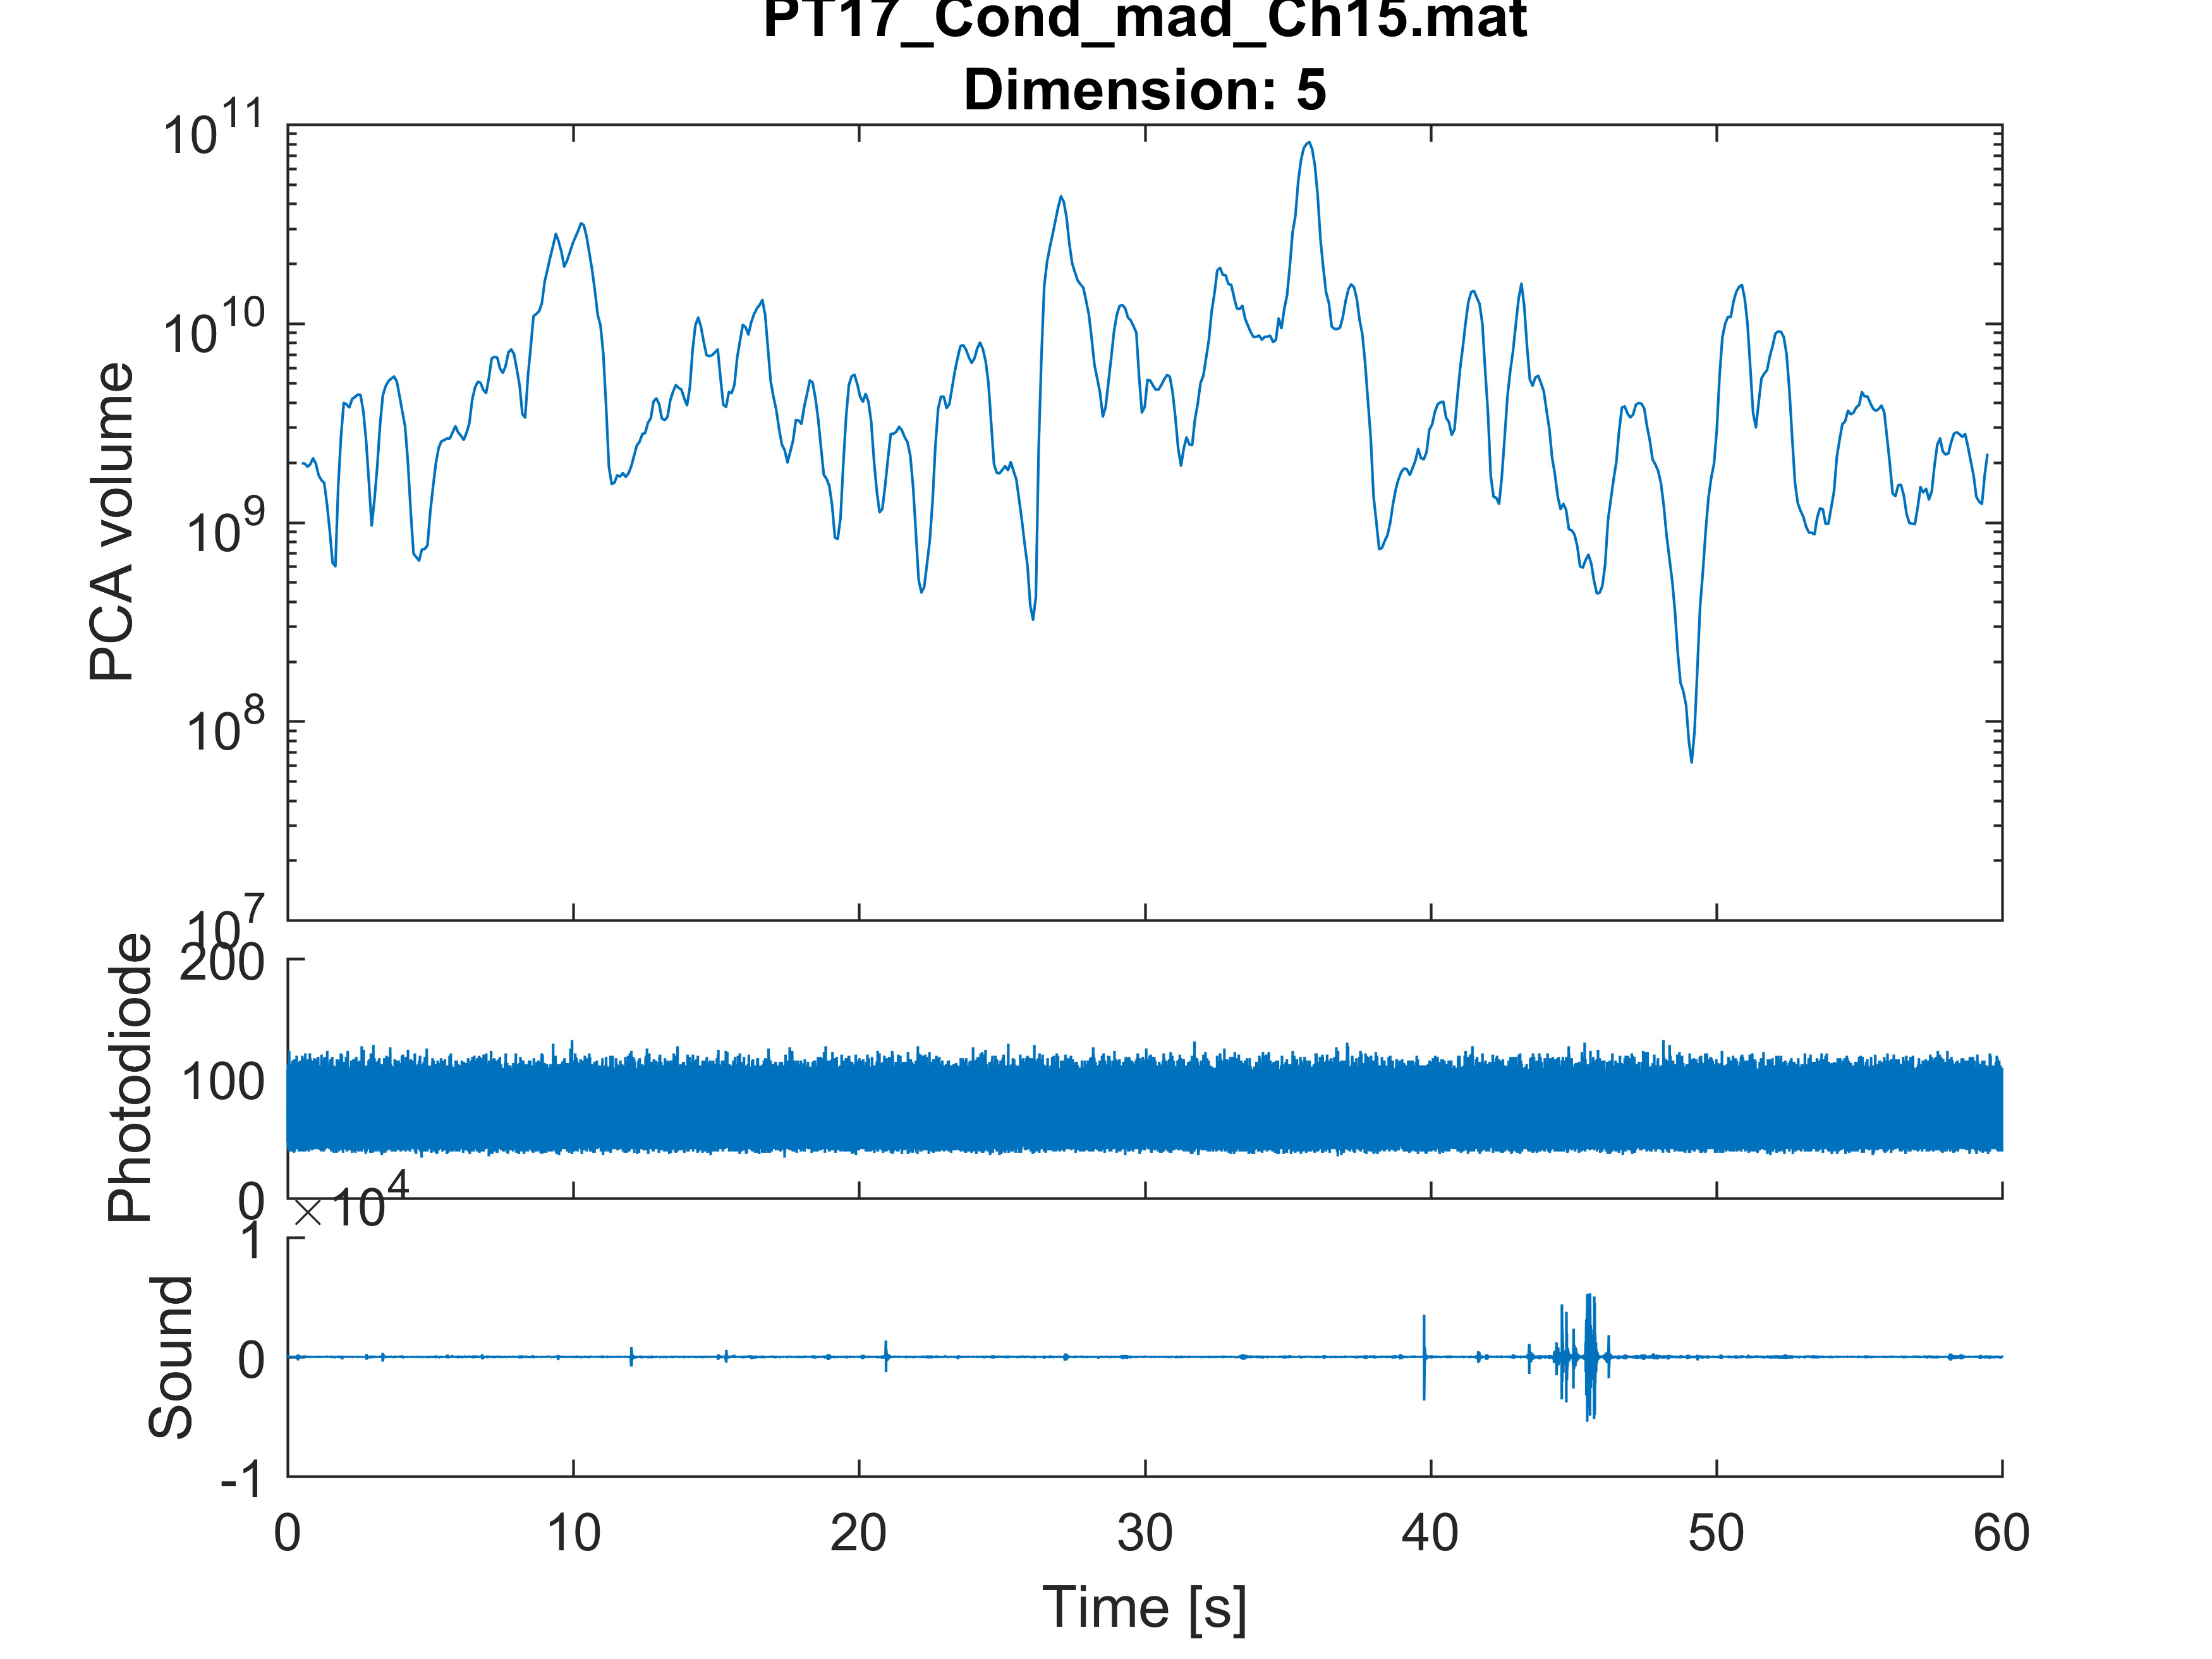 PT17_Cond_mad_Ch15.mat
Dimension: 5
10^11
10^10
10^9
10^8
10^7
PCA volume
200
100
0
Photodiode
×10^4
1
0
-1
Sound
0 10 20 30 40 50 60
Time [s]